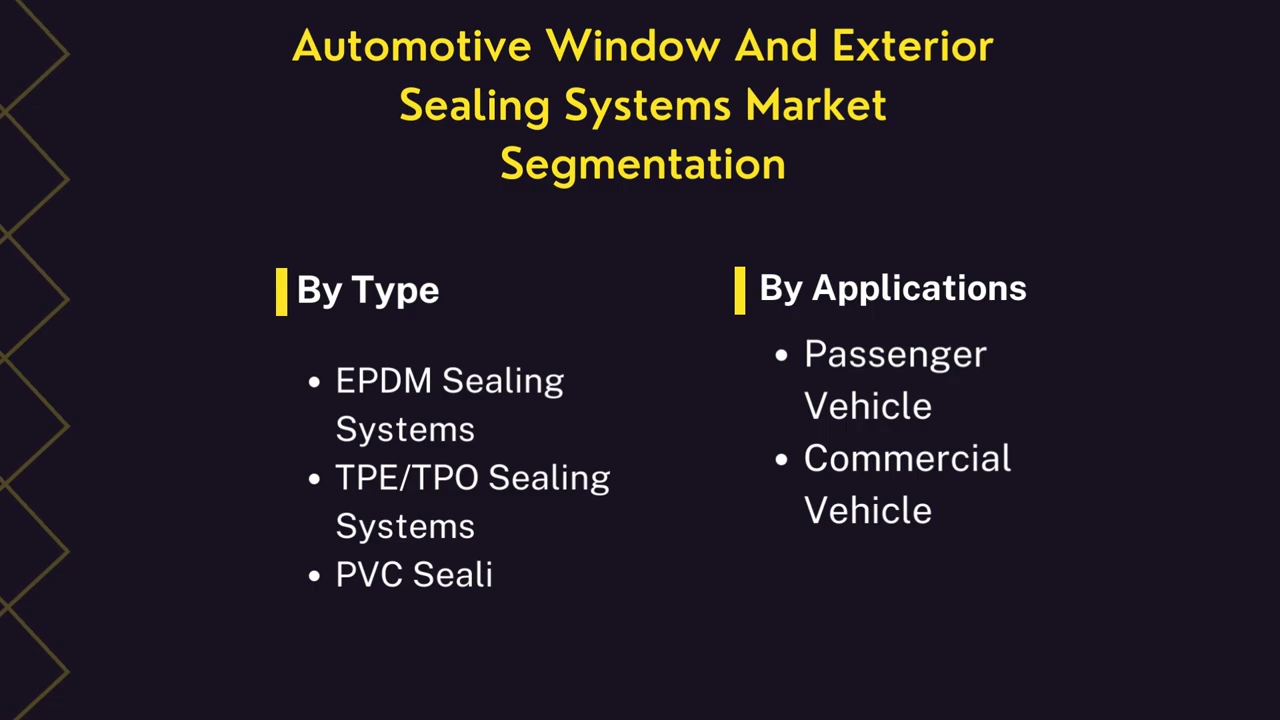 Automotive Window And Exterior
Sealing Systems Market
Segmentation
By Type
EPDM Sealing
Systems
TPE/TPO Sealing
Systems
PVC Seali
By Applications
Passenger
Vehicle
Commercial
Vehicle